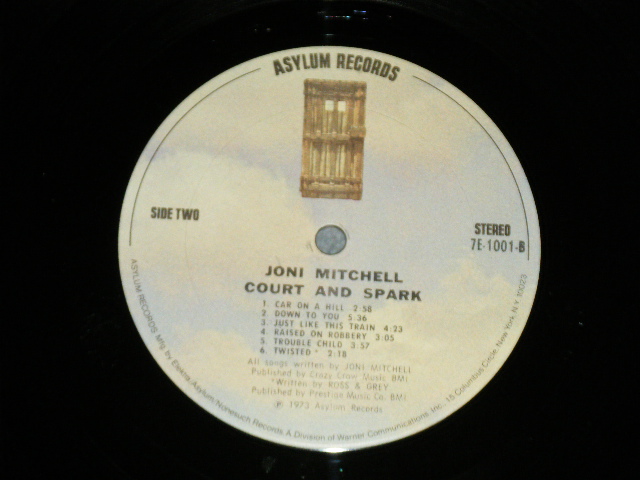 ASYLUM RECORDS
SIDE TWO
STEREO
7E-1001-B
JONI MITCHELL
COURT AND SPARK
1. CAR ON A HILL 2:58
2. DOWN TO YOU 5:36
3. JUST LIKE THIS TRAIN 4:23
4. RAISED ON ROBBERY 3:05
5. TROUBLE CHILD 3:57
6. TWISTED * 2:18
All songs written by JONI MITCHELL
Published by Crazy Crow Music BMI
*Written by ROSS & GREY
Published by Prestige Music Co. BMI
℗ 1973 Asylum Records
ASYLUM RECORDS Mfg. by Elektra/Asylum/Nonesuch Records A Division of Warner Communications, Inc. 15 Columbus Circle, New York, N.Y. 10023